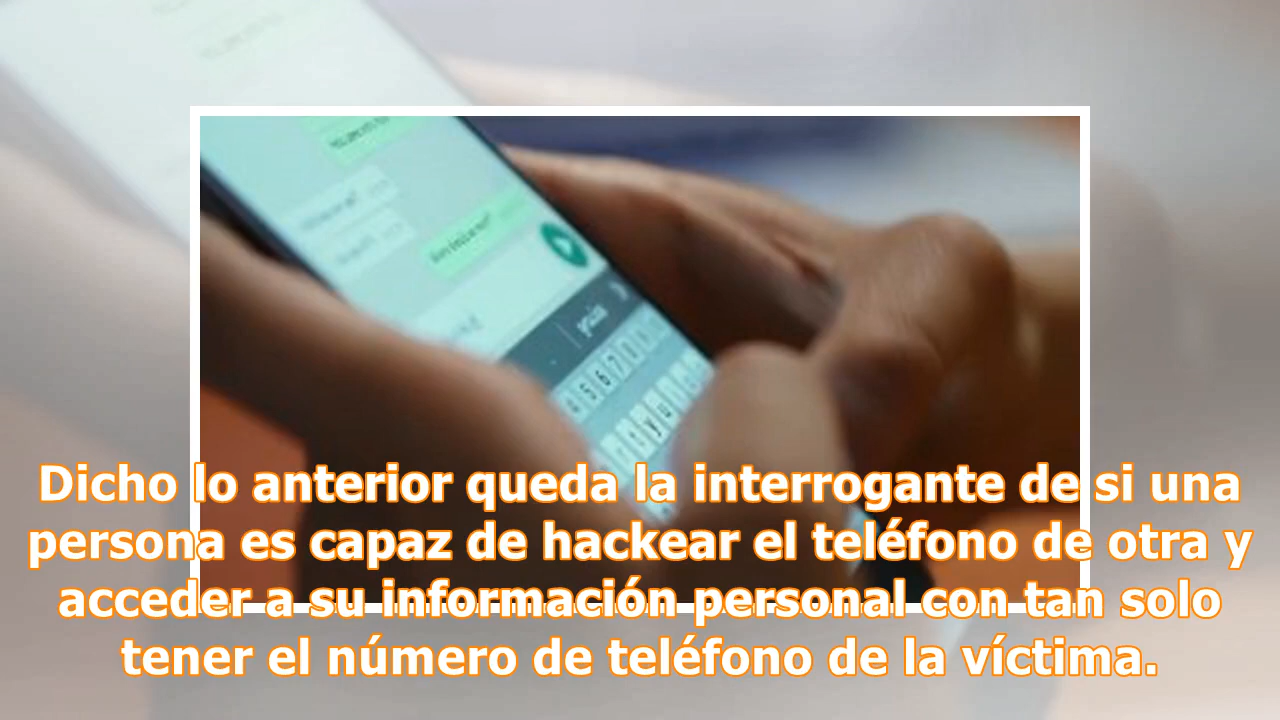 Dicho lo anterior queda la interrogante de si una
persona es capaz de hackear el teléfono de otra y
acceder a su información personal con tan solo
tener el número de teléfono de la víctima.